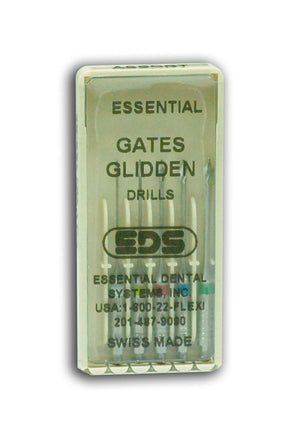 ASSORT
ESSENTIAL
GATES
GLIDDEN
DRILLS
EDS
ESSENTIAL DENTAL
SYSTEMS, INC
USA:1-800-22-FLEXI
201-487-9090
SWISS MADE